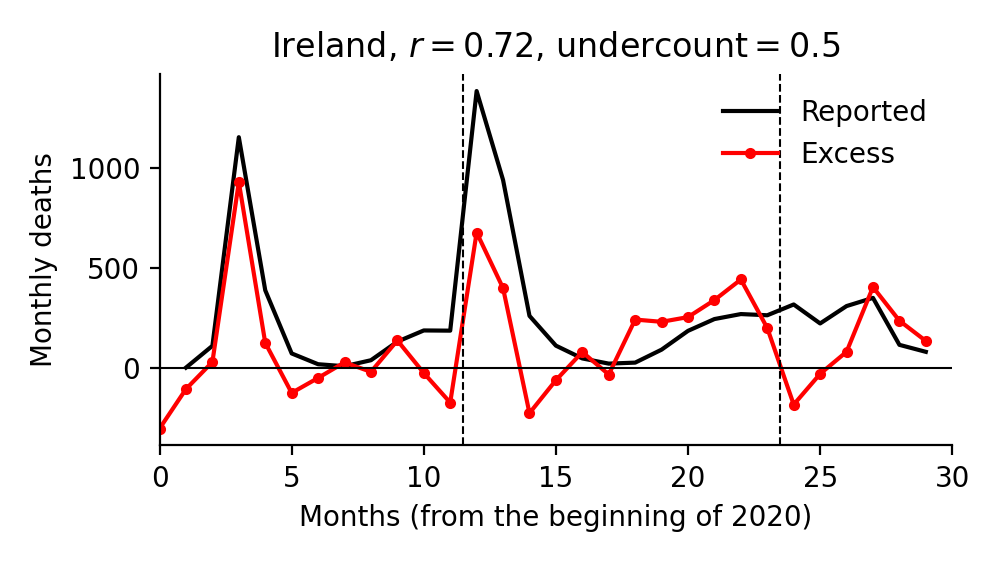 Ireland, r = 0.72, undercount = 0.5
Reported
Excess
Monthly deaths
1000
500
0
0 5 10 15 20 25 30
Months (from the beginning of 2020)